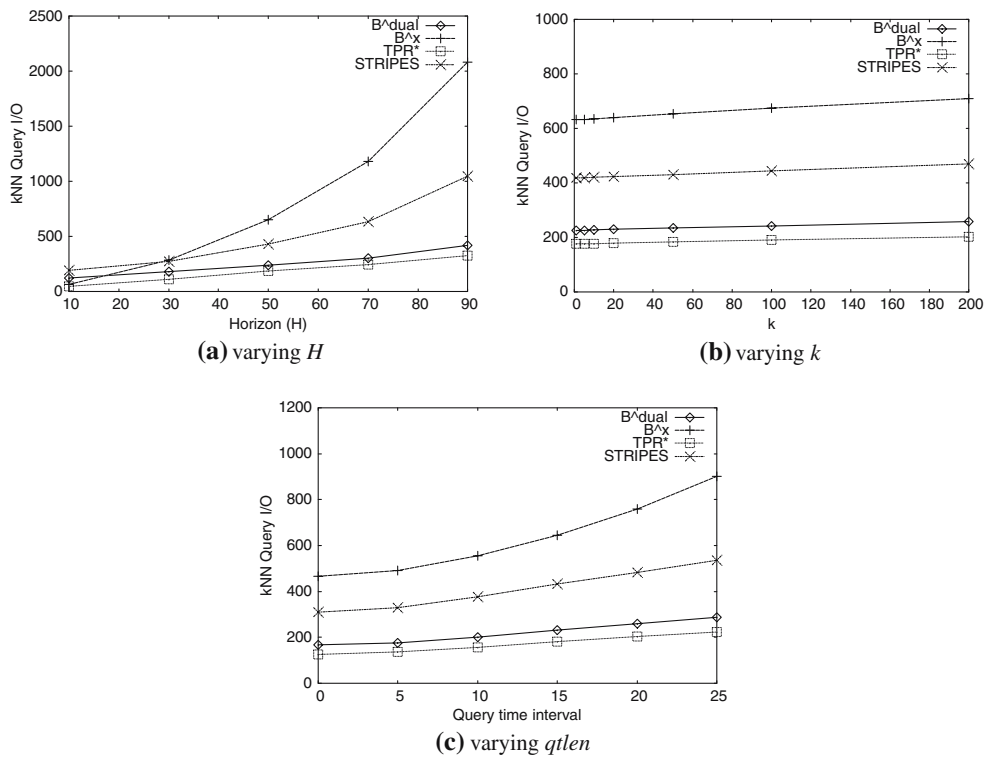 2500
2000
1500
1000
500
0
kNN Query I/O
B^dual
B^x
TPR*
STRIPES
10 20 30 40 50 60 70 80 90
Horizon (H)
(a) varying H
1000
800
600
400
200
0
kNN Query I/O
B^dual
B^x
TPR*
STRIPES
0 20 40 60 80 100 120 140 160 180 200
k
(b) varying k
1200
1000
800
600
400
200
0
kNN Query I/O
B^dual
B^x
TPR*
STRIPES
0 5 10 15 20 25
Query time interval
(c) varying qtlen